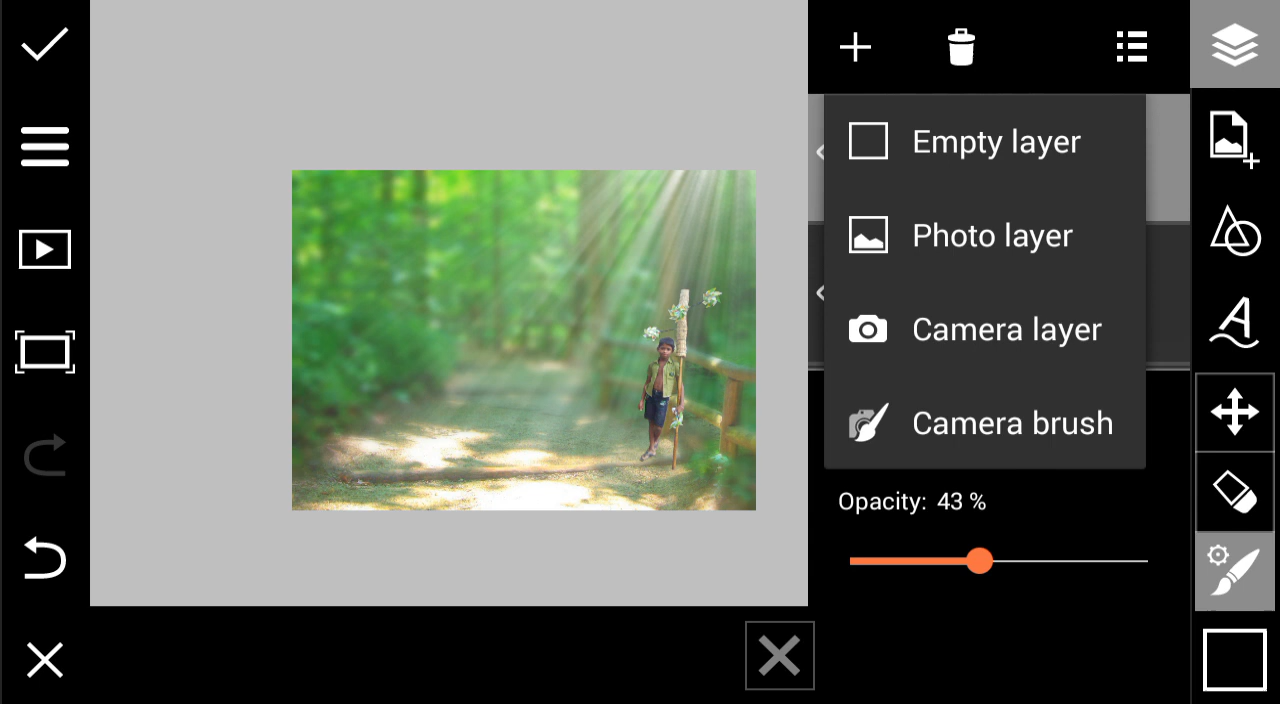 Empty layer
Photo layer
Camera layer
Camera brush
Opacity: 43 %